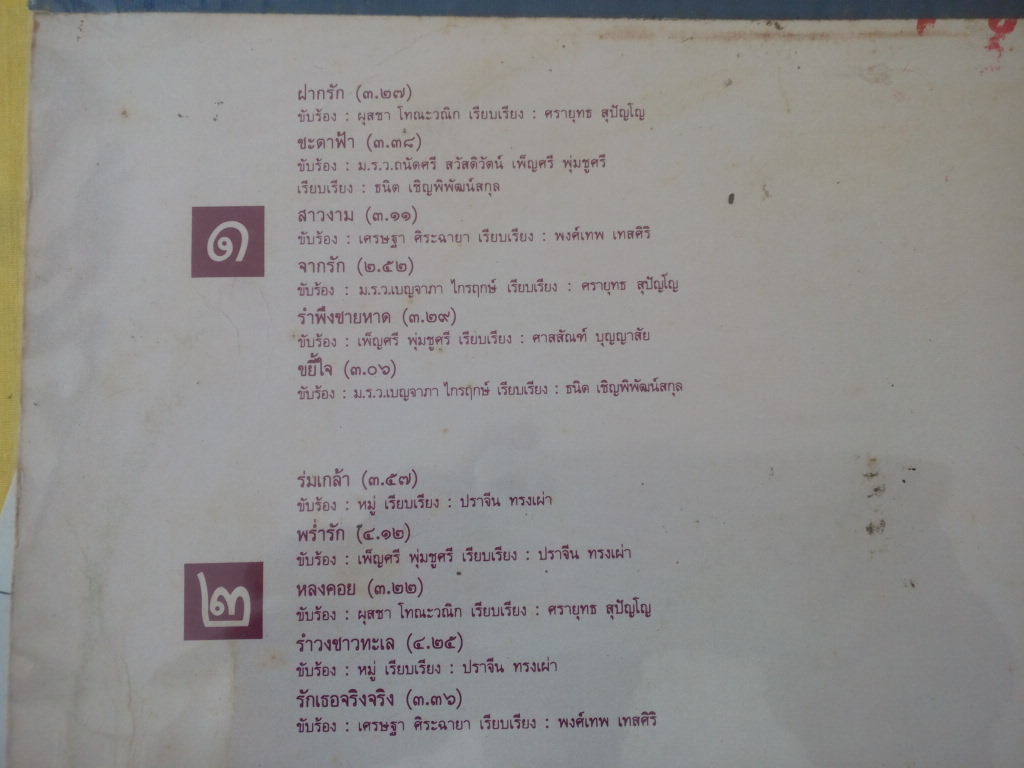 ฝากรัก (๓.๒๗)
ขับร้อง : ผุสชา โทณะวณิก เรียบเรียง : ศรายุทธ สุปัญโญ
ชะตาฟ้า (๓.๓๘)
ขับร้อง : ม.ร.ว.ถนัดศรี สวัสดิวัตน์ เพ็ญศรี พุ่มชูศรี
เรียบเรียง : ธนิต เชิญพิพัฒน์สกุล
๑
สาวงาม (๓.๑๑)
ขับร้อง : เศรษฐา ศิระฉายา เรียบเรียง : พงศ์เทพ เทสศิริ
จากรัก (๒.๕๒)
ขับร้อง : ม.ร.ว.เบญจาภา ไกรฤกษ์ เรียบเรียง : ศรายุทธ สุปัญโญ
รำพึงชายหาด (๓.๒๙)
ขับร้อง : เพ็ญศรี พุ่มชูศรี เรียบเรียง : ศาสสัณฑ์ บุญญาสัย
ขยี้ใจ (๓.๐๖)
ขับร้อง : ม.ร.ว.เบญจาภา ไกรฤกษ์ เรียบเรียง : ธนิต เชิญพิพัฒน์สกุล
ร่มเกล้า (๓.๕๗)
ขับร้อง : หมู่ เรียบเรียง : ปราจีน ทรงเผ่า
พร่ำรัก (๔.๑๒)
ขับร้อง : เพ็ญศรี พุ่มชูศรี เรียบเรียง : ปราจีน ทรงเผ่า
๒
หลงคอย (๓.๒๒)
ขับร้อง : ผุสชา โทณะวณิก เรียบเรียง : ศรายุทธ สุปัญโญ
รำวงชาวทะเล (๔.๒๕)
ขับร้อง : หมู่ เรียบเรียง : ปราจีน ทรงเผ่า
รักเธอจริงจริง (๓.๓๖)
ขับร้อง : เศรษฐา ศิระฉายา เรียบเรียง : พงศ์เทพ เทสศิริ